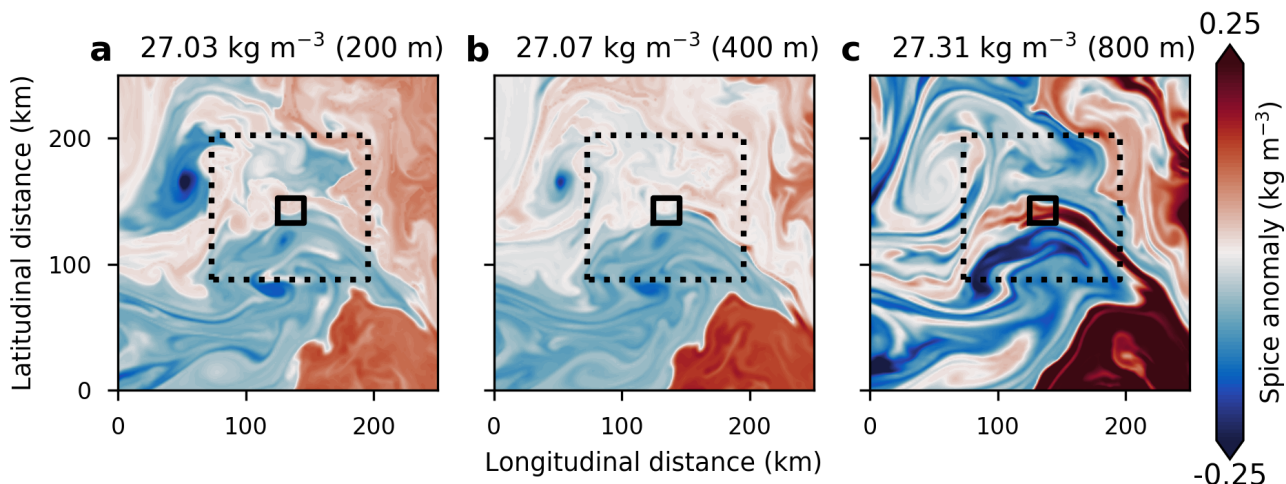 a 27.03 kg m⁻³ (200 m)
b 27.07 kg m⁻³ (400 m)
c 27.31 kg m⁻³ (800 m)
0.25
Latitudinal distance (km)
200
100
0
0 100 200
0 100 200
0 100 200
Longitudinal distance (km)
Spice anomaly (kg m⁻³)
-0.25